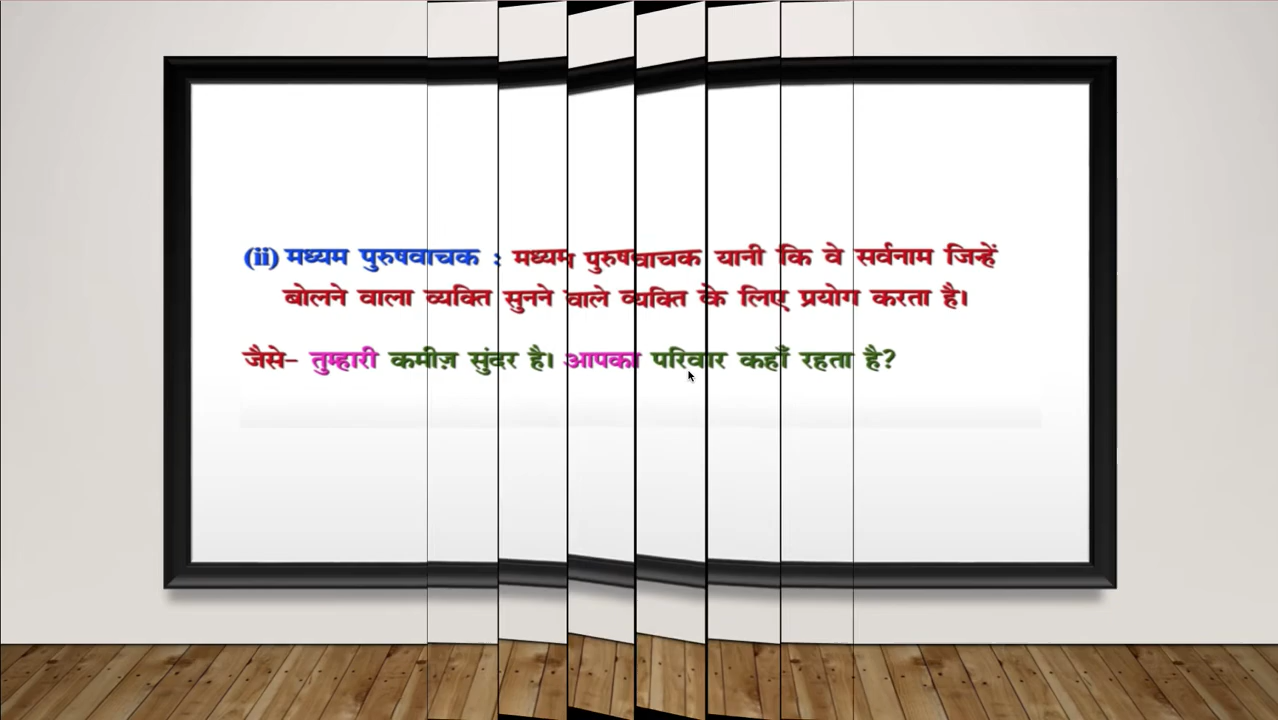 (ii) मध्यम पुरुषवाचक : मध्यम पुरुषवाचक यानी कि वे सर्वनाम जिन्हें
बोलने वाला व्यक्ति सुनने वाले व्यक्ति के लिए प्रयोग करता है।
जैसे– तुम्हारी कमीज़ सुंदर है। आपका परिवार कहाँ रहता है?